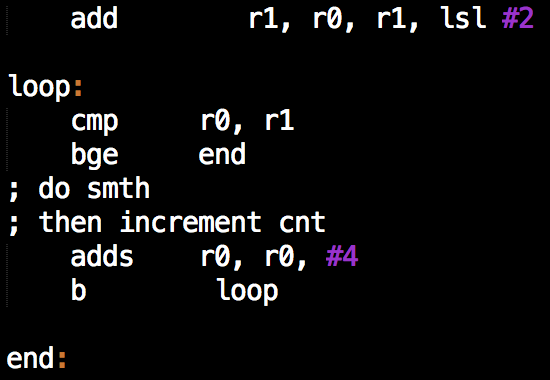 add r1, r0, r1, lsl #2
loop:
cmp r0, r1
bge end
; do smth
; then increment cnt
adds r0, r0, #4
b loop
end: